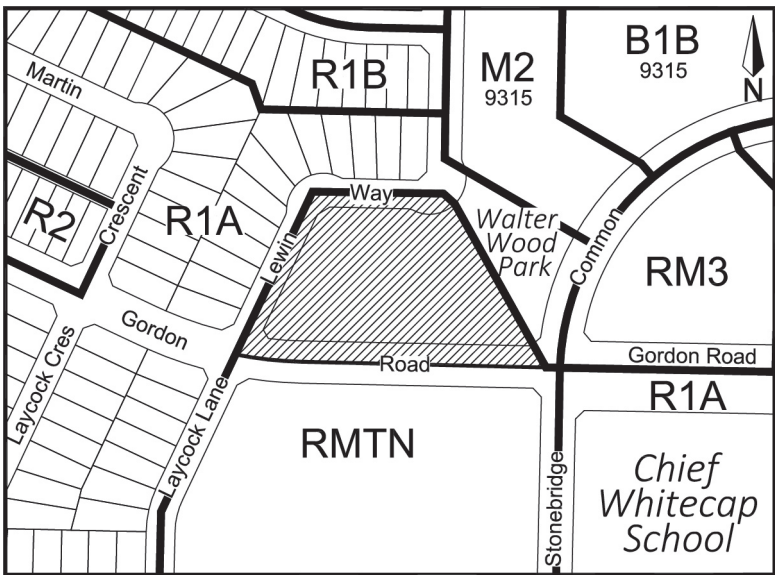 Martin
R1B
M2
9315
B1B
9315
N
R2
Crescent
R1A
Way
Lewin
Walter
Wood
Park
Common
RM3
Gordon
Road
Gordon Road
Laycock Cres
Laycock Lane
R1A
RMTN
Stonebridge
Chief
Whitecap
School